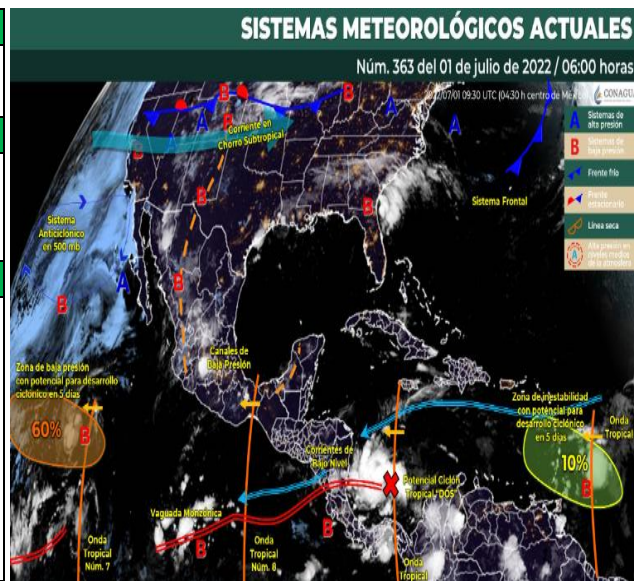 SISTEMAS METEOROLÓGICOS ACTUALES
Núm. 363 del 01 de julio de 2022 / 06:00 horas
2022/07/01 09:30 UTC (04:30 h centro de México)
CONAGUA
A Sistemas de
alta presión
B Sistemas de
baja presión
Frente frío
Frente
estacionario
Línea seca
A Alta presión en
niveles medios
de la atmósfera
B
B
B
A
A
A
Corriente en
Chorro Subtropical
B
B
B
Sistema Frontal
Sistema
Anticiclónico
en 500 mb
A
B
B
Canales de
Baja Presión
Zona de baja presión
con potencial para desarrollo
ciclónico en 5 días
60%
B
Zona de inestabilidad
con potencial para
desarrollo ciclónico
en 5 días
10%
B
Onda
Tropical
Corrientes de
Bajo Nivel
Potencial Ciclón
Tropical "DOS"
Vaguada Monzónica
B
B
Onda
Tropical
Núm. 7
Onda
Tropical
Núm. 8
Onda
Tropical